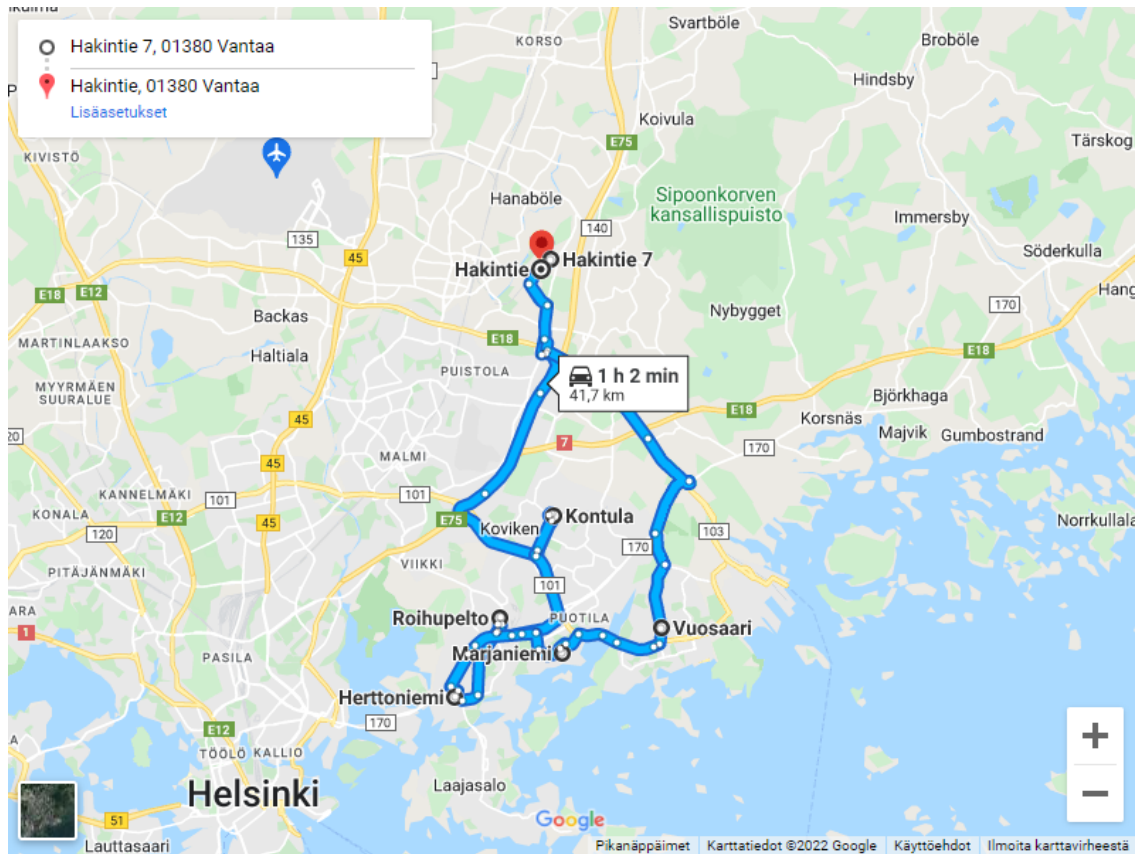 Hakintie 7, 01380 Vantaa
Hakintie, 01380 Vantaa
Lisäasetukset
Svartböle
KORSO
Broböle
Hindsby
Koivula
E75
Tärskog
KIVISTÖ
Sipoonkorven
kansallispuisto
Hanaböle
Immersby
140
135
Söderkulla
45
Hakintie
Hakintie 7
E18
E12
Hang
170
Nybygget
Backas
MARTINLAAKSO
E18
E18
Haltiala
PUISTOLA
1 h 2 min
41,7 km
MYYRMÄEN
SUURALUE
Björkhaga
E18
Korsnäs
45
Majvik
Gumbostrand
20
7
170
MALMI
45
KANNELMÄKI
101
101
KONALA
E12
45
E75
Koviken
Kontula
Norrkullala
120
103
170
VIIKKI
PITÄJÄNMÄKI
101
ARA
Roihupelto
PUOTILA
Vuosaari
1
PASILA
Marjaniemi
Herttoniemi
170
E12
TÖÖLÖ
KALLIO
A
Laajasalo
Helsinki
51
Google
Lauttasaari
Pikanäppäimet
Karttatiedot ©2022 Google
Käyttöehdot
Ilmoita karttavirheestä